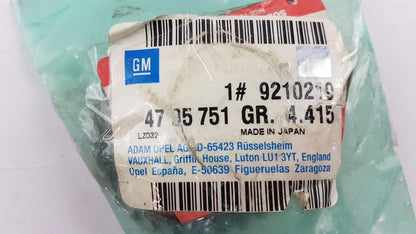 GM
1# 9210219
47 05 751 GR. 4.415
LZ032
MADE IN JAPAN
ADAM OPEL AG D-65423 Rüsselsheim
VAUXHALL, Griffin House, Luton LU1 3YT, England
Opel España, E-50639 Figueruelas Zaragoza